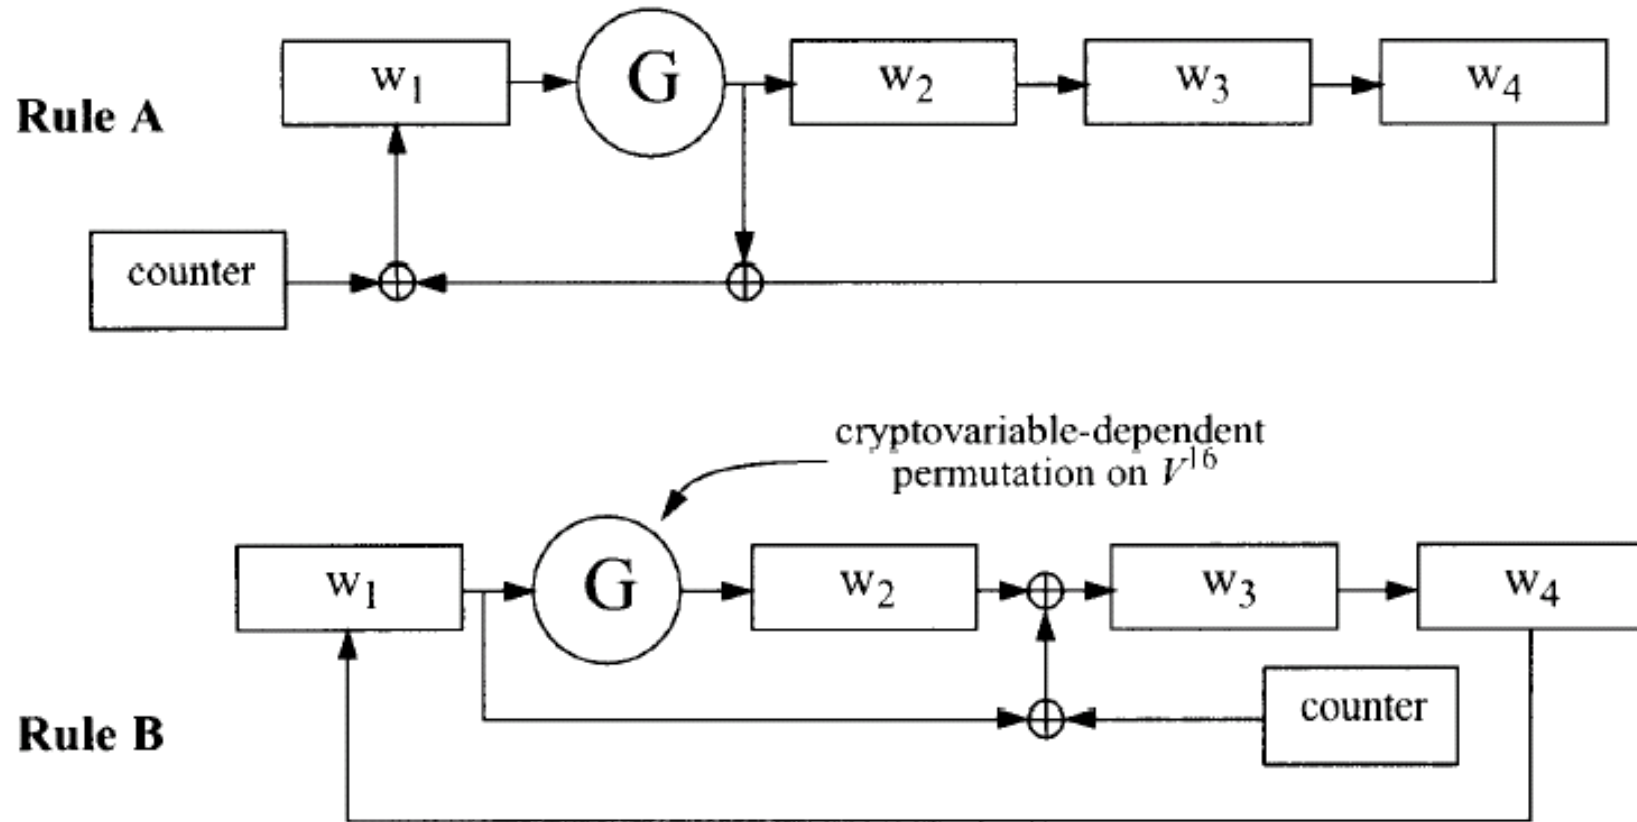 Rule A
w1
G
w2
w3
w4
counter
cryptovariable-dependent
permutation on V16
w1
G
w2
w3
w4
counter
Rule B